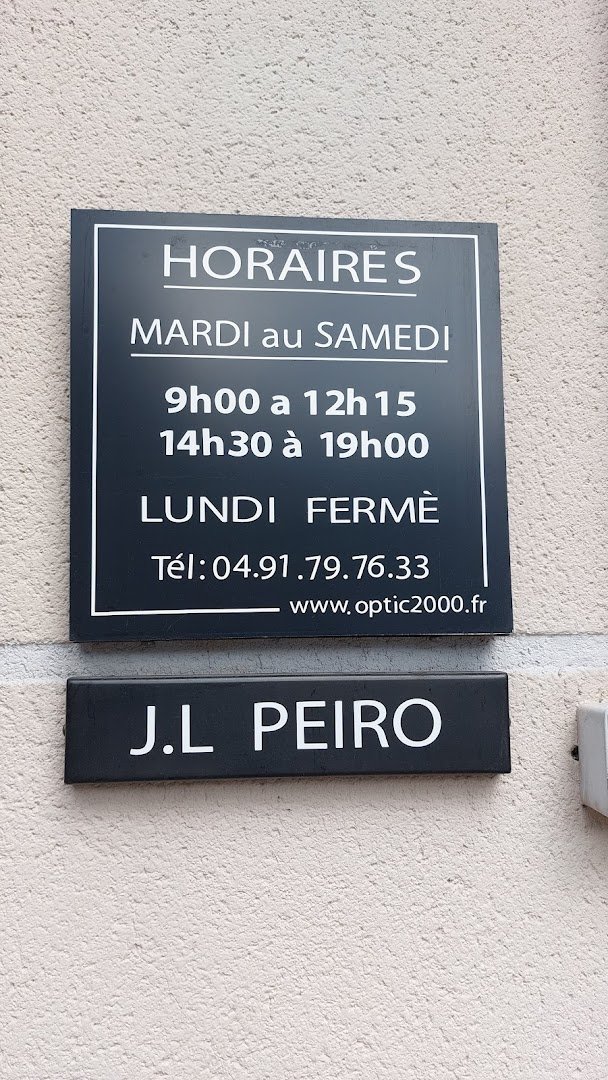 HORAIRES
MARDI au SAMEDI
9h00 a 12h15
14h30 à 19h00
LUNDI FERMÈ
Tél: 04.91.79.76.33
www.optic2000.fr
J.L PEIRO